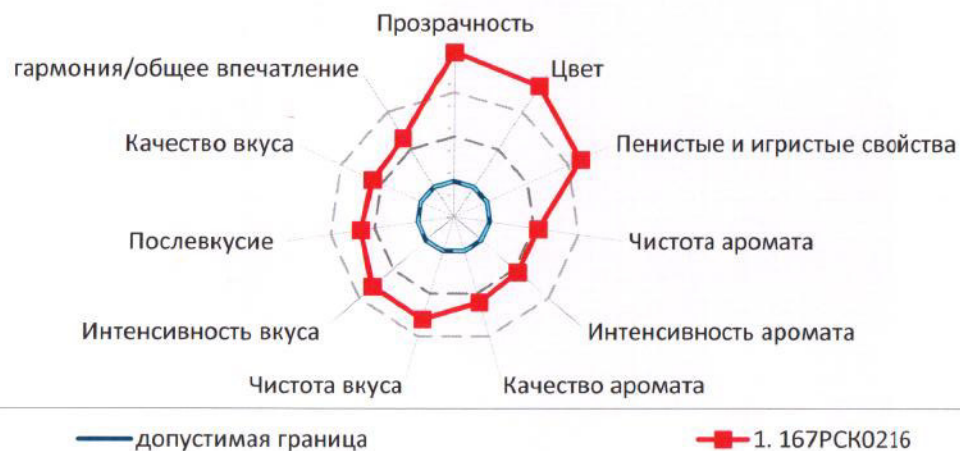 Прозрачность
гармония/общее впечатление
Цвет
Качество вкуса
Пенистые и игристые свойства
Послевкусие
Чистота аромата
Интенсивность вкуса
Интенсивность аромата
Чистота вкуса
Качество аромата
допустимая граница
1. 167РСК0216